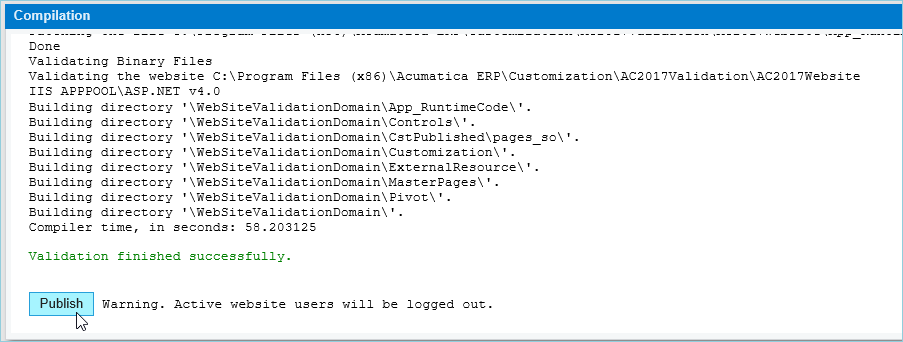 Compilation
Done
Validating Binary Files
Validating the website C:\Program Files (x86)\Acumatica ERP\Customization\AC2017Validation\AC2017Website
IIS APPPOOL\ASP.NET v4.0
Building directory '\WebSiteValidationDomain\App_RuntimeCode\'.
Building directory '\WebSiteValidationDomain\Controls\'.
Building directory '\WebSiteValidationDomain\CstPublished\pages_so\'.
Building directory '\WebSiteValidationDomain\Customization\'.
Building directory '\WebSiteValidationDomain\ExternalResource\'.
Building directory '\WebSiteValidationDomain\MasterPages\'.
Building directory '\WebSiteValidationDomain\Pivot\'.
Building directory '\WebSiteValidationDomain\'.
Compiler time, in seconds: 58.203125
Validation finished successfully.
Publish Warning. Active website users will be logged out.